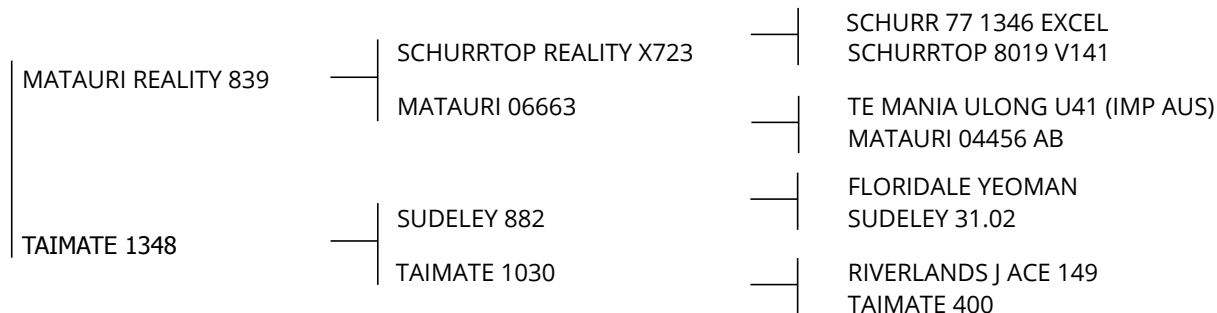 MATAURI REALITY 839
TAIMATE 1348
SCHURRTOP REALITY X723
MATAURI 06663
SUDELEY 882
TAIMATE 1030
SCHURR 77 1346 EXCEL
SCHURRTOP 8019 V141
TE MANIA ULONG U41 (IMP AUS)
MATAURI 04456 AB
FLORIDALE YEOMAN
SUDELEY 31.02
RIVERLANDS J ACE 149
TAIMATE 400